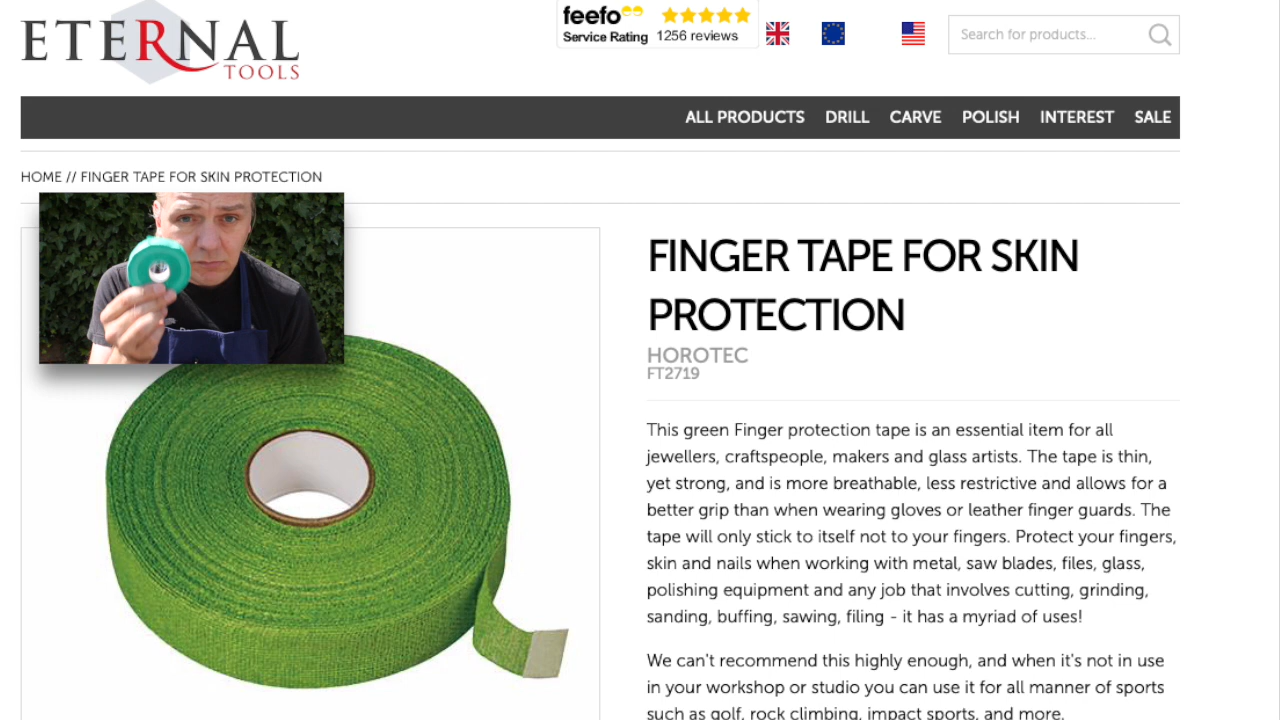 ETERNAL
TOOLS
feefo
Service Rating 1256 reviews
Search for products...
ALL PRODUCTS DRILL CARVE POLISH INTEREST SALE
HOME // FINGER TAPE FOR SKIN PROTECTION
FINGER TAPE FOR SKIN
PROTECTION
HOROTEC
FT2719
This green Finger protection tape is an essential item for all
jewellers, craftspeople, makers and glass artists. The tape is thin,
yet strong, and is more breathable, less restrictive and allows for a
better grip than when wearing gloves or leather finger guards. The
tape will only stick to itself not to your fingers. Protect your fingers,
skin and nails when working with metal, saw blades, files, glass,
polishing equipment and any job that involves cutting, grinding,
sanding, buffing, sawing, filing - it has a myriad of uses!
We can't recommend this highly enough, and when it's not in use
in your workshop or studio you can use it for all manner of sports
such as golf, rock climbing, impact sports, and more.